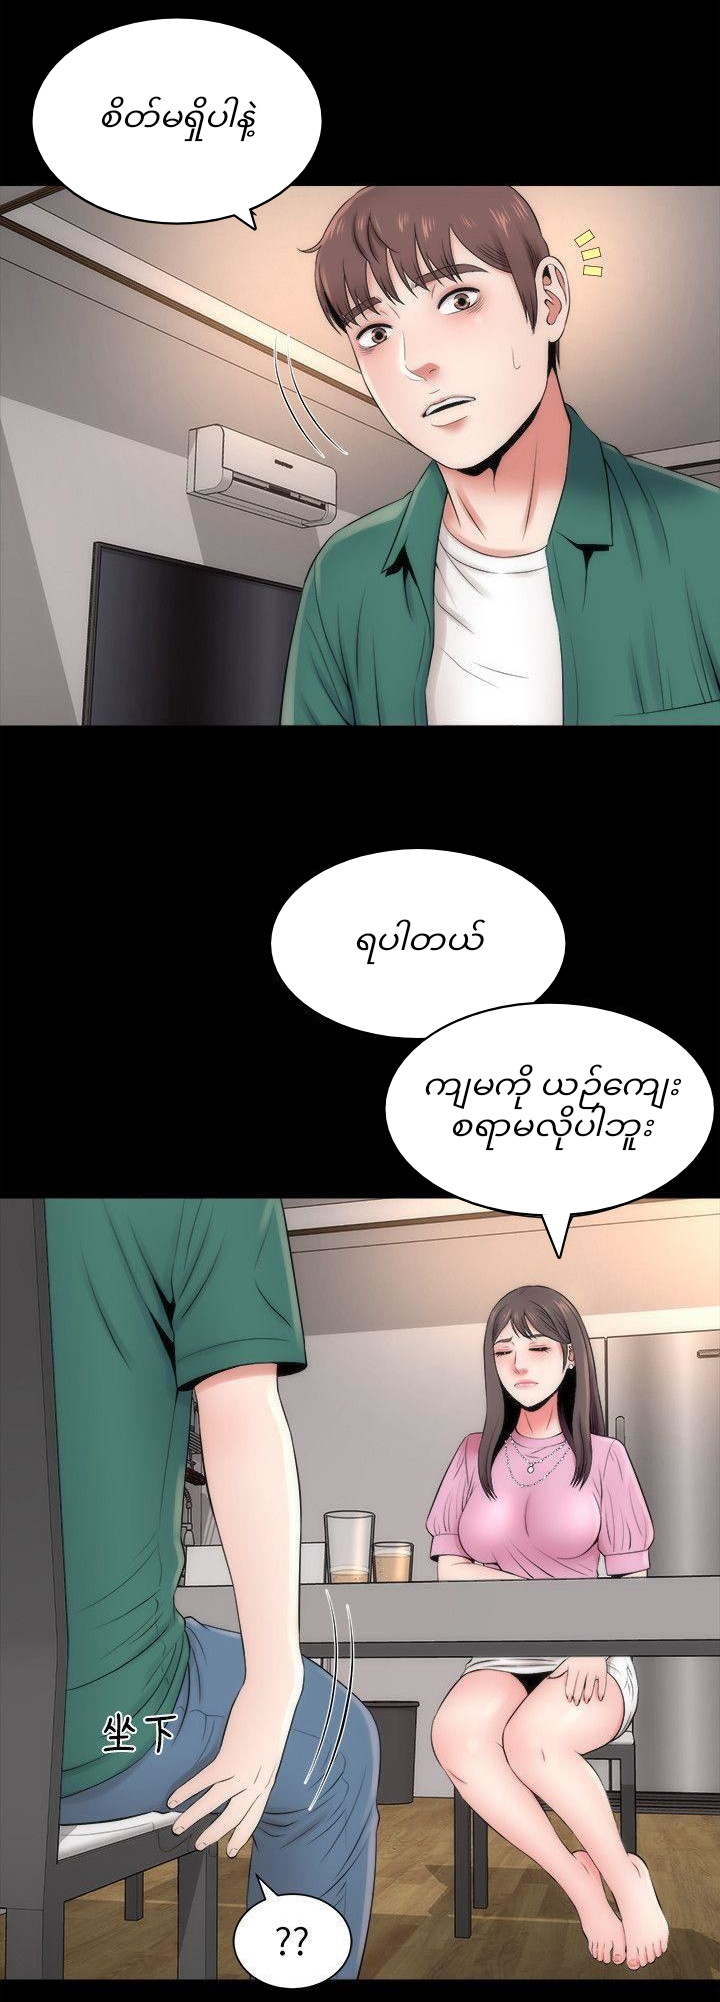 စိတ်မရှိပါနဲ့
ရပါတယ်
ကျမကို ယဉ်ကျေး
စရာမလိုပါဘူး
坐下
??